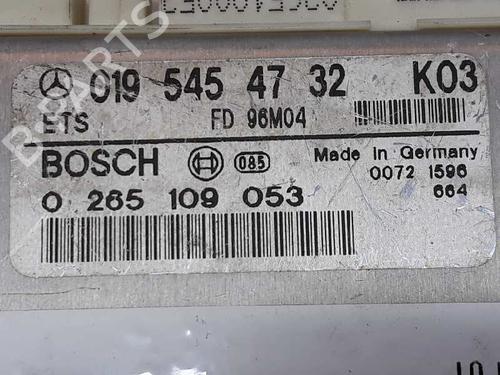 019 545 47 32 K03
ETS FD 96M04
BOSCH 085 Made in Germany
0 265 109 053 0072 1596
664
B-Parts